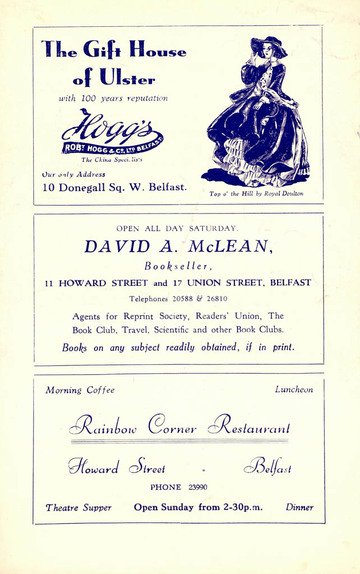 The Gift House
of Ulster
with 100 years reputation
Hogg's
ROBT HOGG & CO. LTD BELFAST
The China Specialists
Our only Address
10 Donegall Sq. W. Belfast.
Top o' the Hill by Royal Doulton
OPEN ALL DAY SATURDAY.
DAVID A. McLEAN,
Bookseller,
11 HOWARD STREET and 17 UNION STREET, BELFAST
Telephones 20588 & 26810
Agents for Reprint Society, Readers' Union, The
Book Club, Travel, Scientific and other Book Clubs.
Books on any subject readily obtained, if in print.
Morning Coffee Luncheon
Rainbow Corner Restaurant
Howard Street - Belfast
PHONE 23990
Theatre Supper Open Sunday from 2-30p.m. Dinner